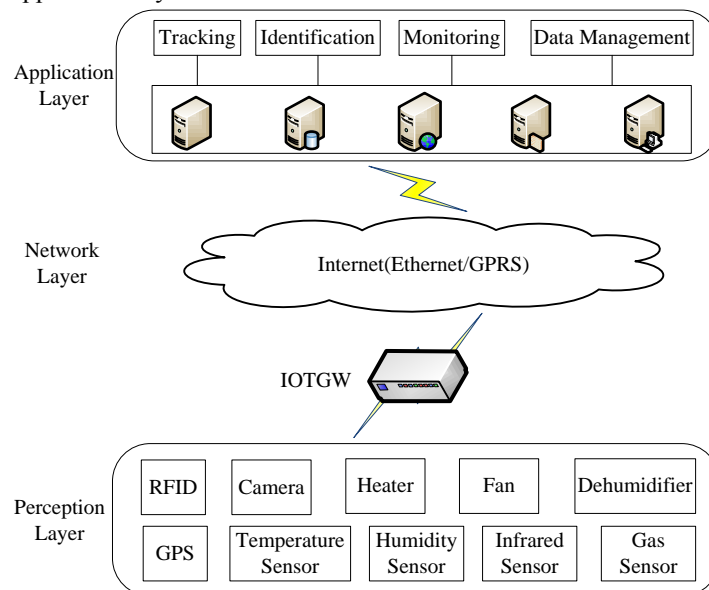 Tracking
Identification
Monitoring
Data Management
Application
Layer
Network
Layer
Internet(Ethernet/GPRS)
IOTGW
RFID
Camera
Heater
Fan
Dehumidifier
Perception
Layer
GPS
Temperature
Sensor
Humidity
Sensor
Infrared
Sensor
Gas
Sensor